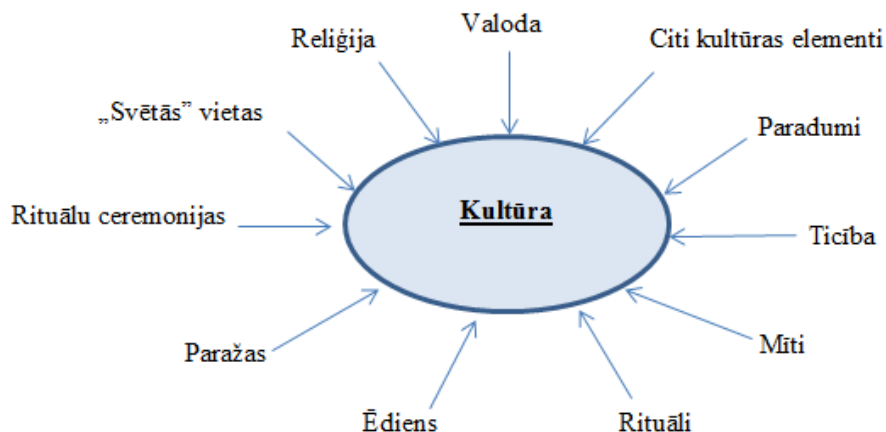 Valoda
Reliģija
Citi kultūras elementi
„Svētās” vietas
Paradumi
Kultūra
Rituālu ceremonijas
Ticība
Paražas
Mīti
Ēdiens
Rituāli